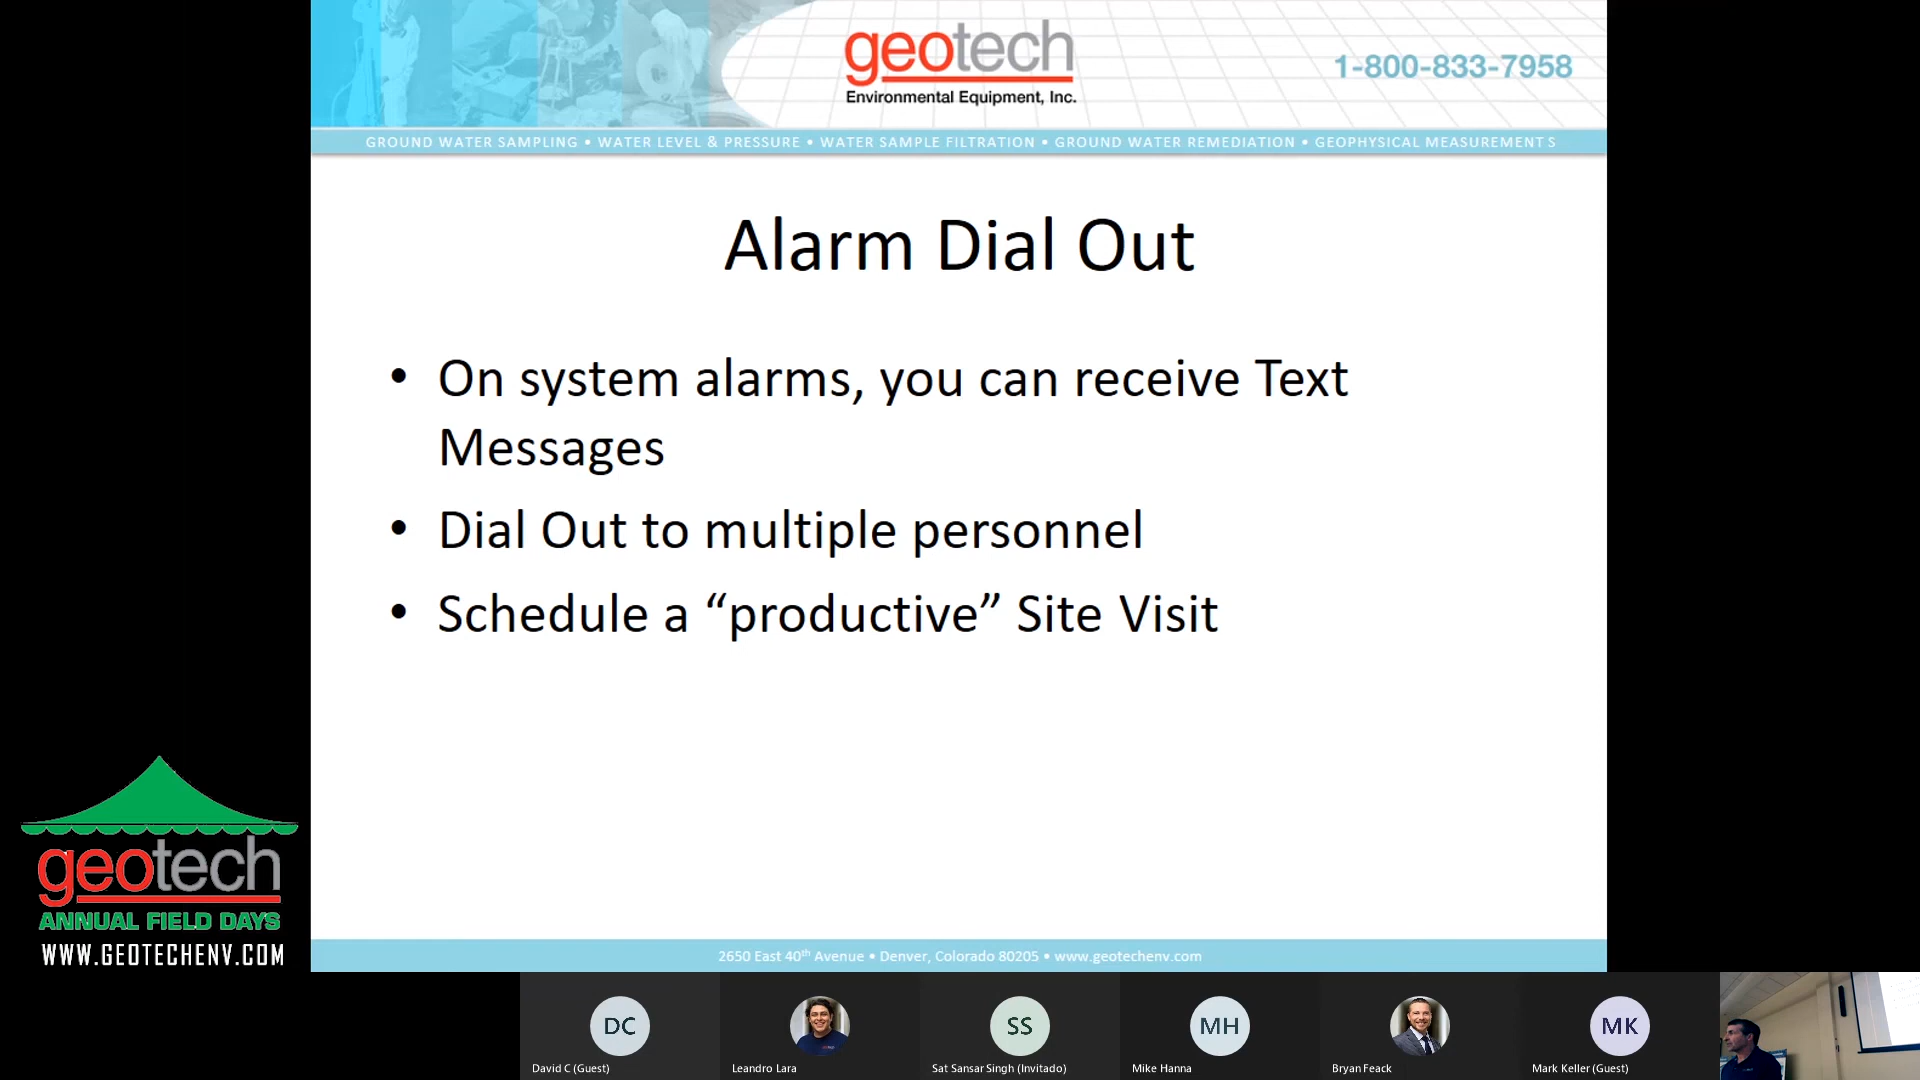 geotech
Environmental Equipment, Inc.
1-800-833-7958
GROUND WATER SAMPLING • WATER LEVEL & PRESSURE • WATER SAMPLE FILTRATION • GROUND WATER REMEDIATION • GEOPHYSICAL MEASUREMENTS
Alarm Dial Out
• On system alarms, you can receive Text
Messages
• Dial Out to multiple personnel
• Schedule a “productive” Site Visit
geotech
ANNUAL FIELD DAYS
WWW.GEOTECHENV.COM
2650 East 40th Avenue • Denver, Colorado 80205 • www.geotechenv.com
DC
SS
MH
MK
David C (Guest)
Leandro Lara
Sat Sansar Singh (Invitado)
Mike Hanna
Bryan Feack
Mark Keller (Guest)